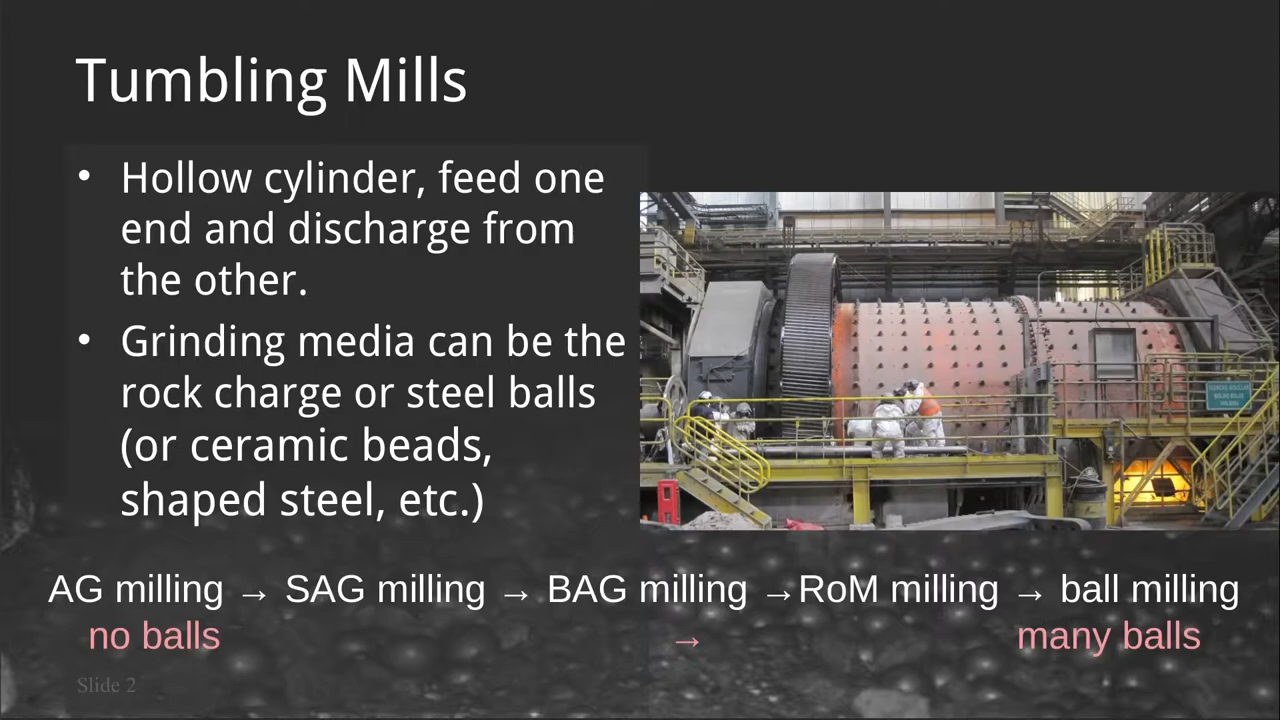 Tumbling Mills
• Hollow cylinder, feed one
end and discharge from
the other.
• Grinding media can be the
rock charge or steel balls
(or ceramic beads,
shaped steel, etc.)
AG milling → SAG milling → BAG milling →RoM milling → ball milling
no balls → many balls
Slide 2